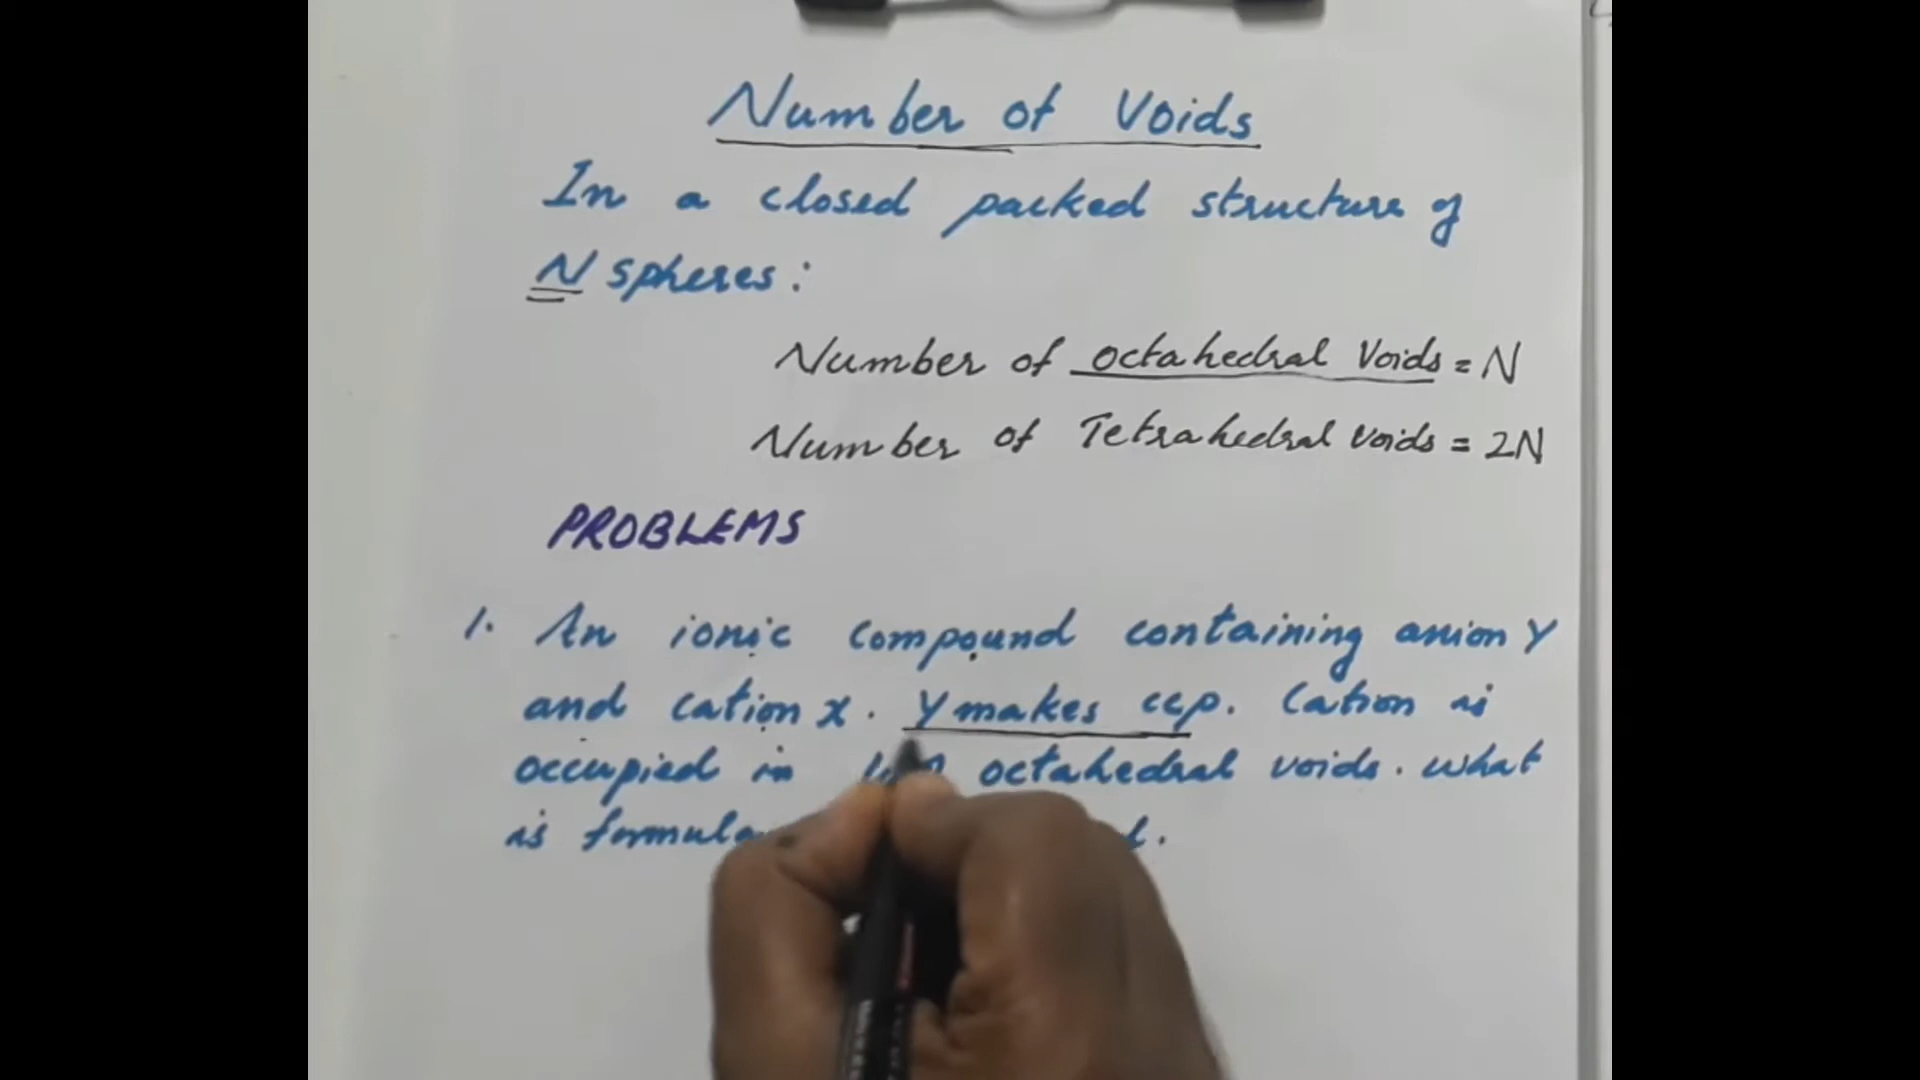 Number of Voids
In a closed packed structure of
N spheres:
Number of octahedral Voids = N
Number of Tetrahedral voids = 2N
PROBLEMS
1. An ionic compound containing anion Y
and cation x. Y makes ccp. Cation is
occupied in octahedral voids. what
is formula